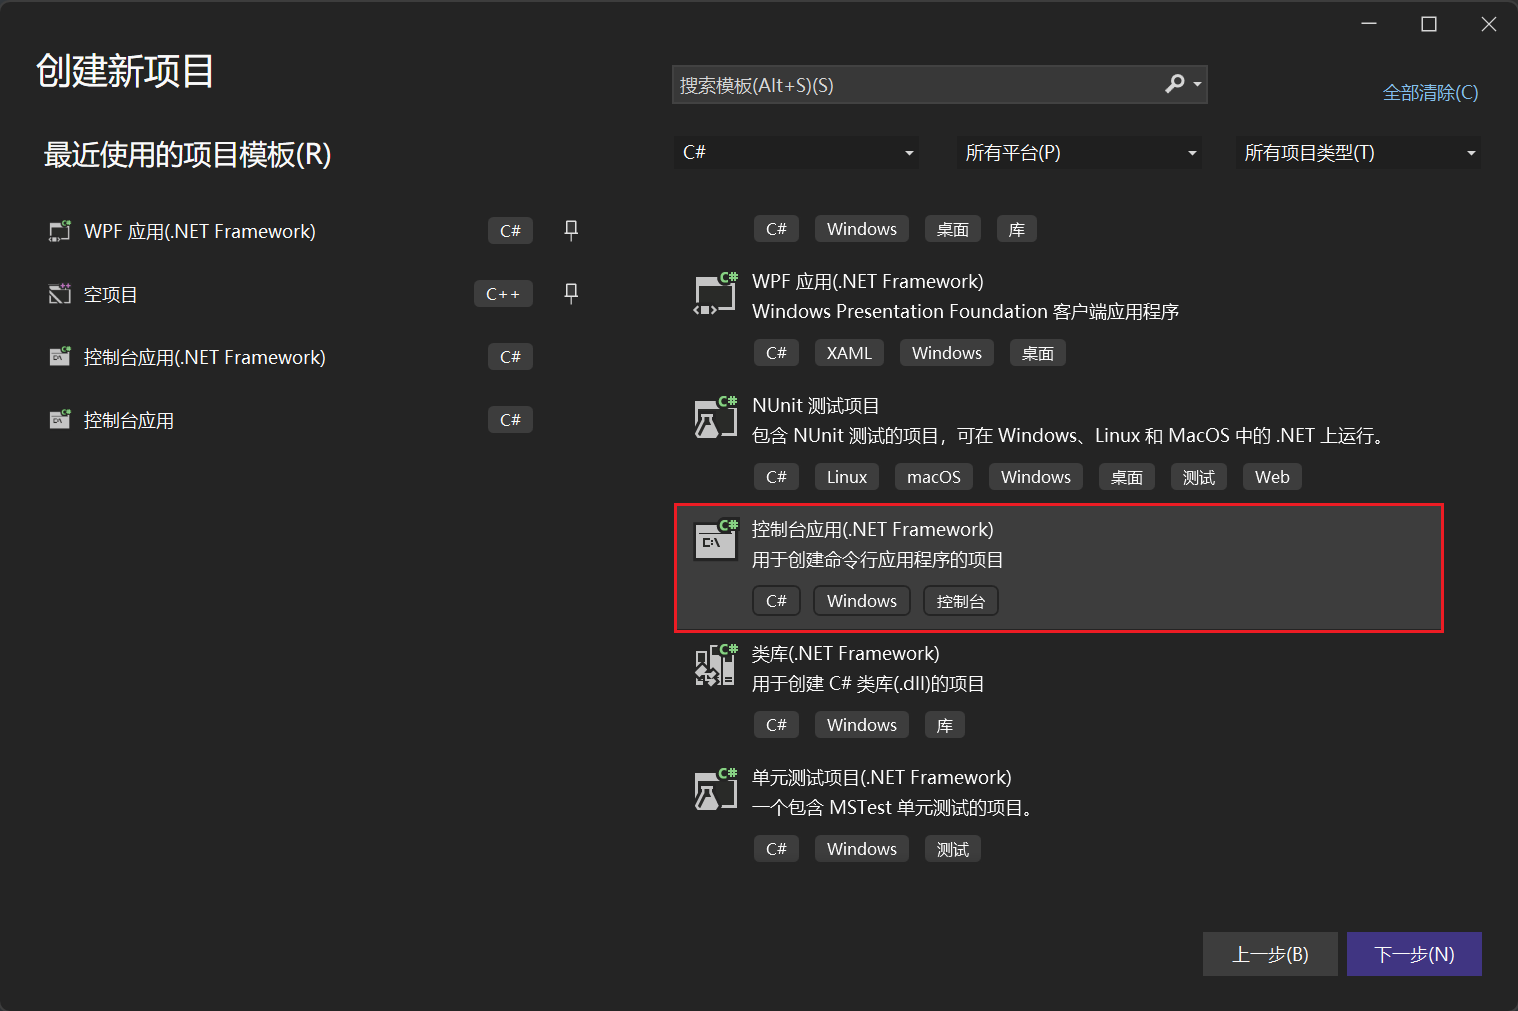 创建新项目
搜索模板(Alt+S)(S)
全部清除(C)
最近使用的项目模板(R)
C#
所有平台(P)
所有项目类型(T)
WPF 应用(.NET Framework)
C#
空项目
C++
控制台应用(.NET Framework)
C#
控制台应用
C#
C# Windows 桌面 库
C#
WPF 应用(.NET Framework)
Windows Presentation Foundation 客户端应用程序
C# XAML Windows 桌面
C#
NUnit 测试项目
包含 NUnit 测试的项目，可在 Windows、Linux 和 MacOS 中的 .NET 上运行。
C# Linux macOS Windows 桌面 测试 Web
C#
C:\
控制台应用(.NET Framework)
用于创建命令行应用程序的项目
C# Windows 控制台
C#
类库(.NET Framework)
用于创建 C# 类库(.dll)的项目
C# Windows 库
C#
单元测试项目(.NET Framework)
一个包含 MSTest 单元测试的项目。
C# Windows 测试
上一步(B)
下一步(N)